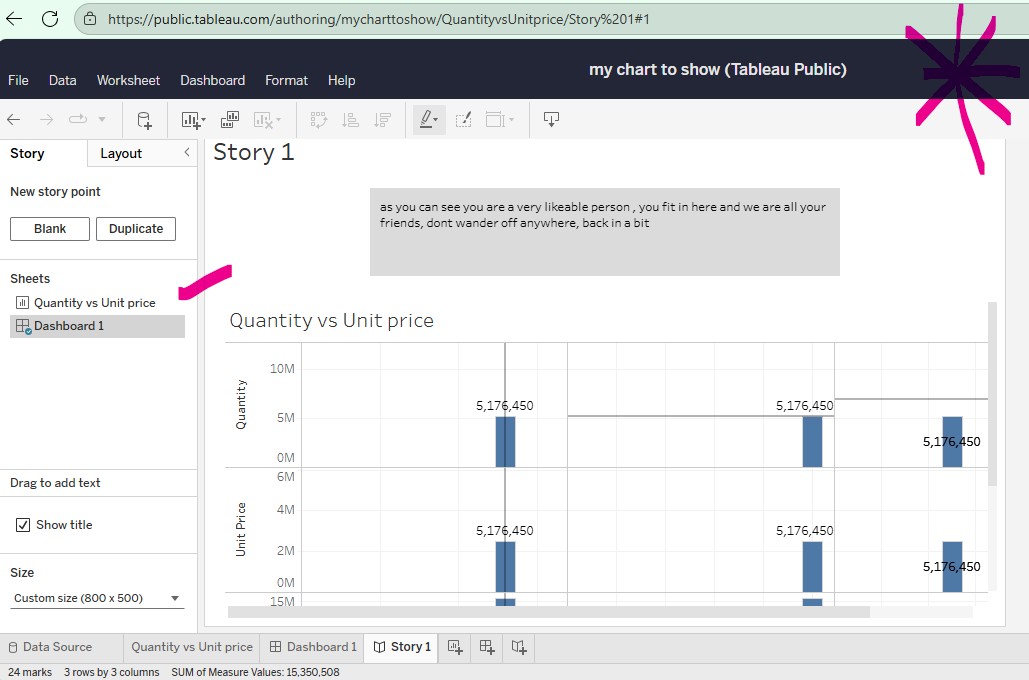 https://public.tableau.com/authoring/mycharttoshow/QuantityvsUnitprice/Story%201#1
my chart to show (Tableau Public)
File Data Worksheet Dashboard Format Help
Story Layout
Story 1
New story point
Blank Duplicate
as you can see you are a very likeable person , you fit in here and we are all your
friends, dont wander off anywhere, back in a bit
Sheets
Quantity vs Unit price
Dashboard 1
Quantity vs Unit price
Quantity
10M
5M
0M
5,176,450 5,176,450 5,176,450
Unit Price
6M
4M
2M
0M
5,176,450 5,176,450 5,176,450
15M
Drag to add text
Show title
Size
Custom size (800 x 500)
Data Source Quantity vs Unit price Dashboard 1 Story 1
24 marks 3 rows by 3 columns SUM of Measure Values: 15,350,508